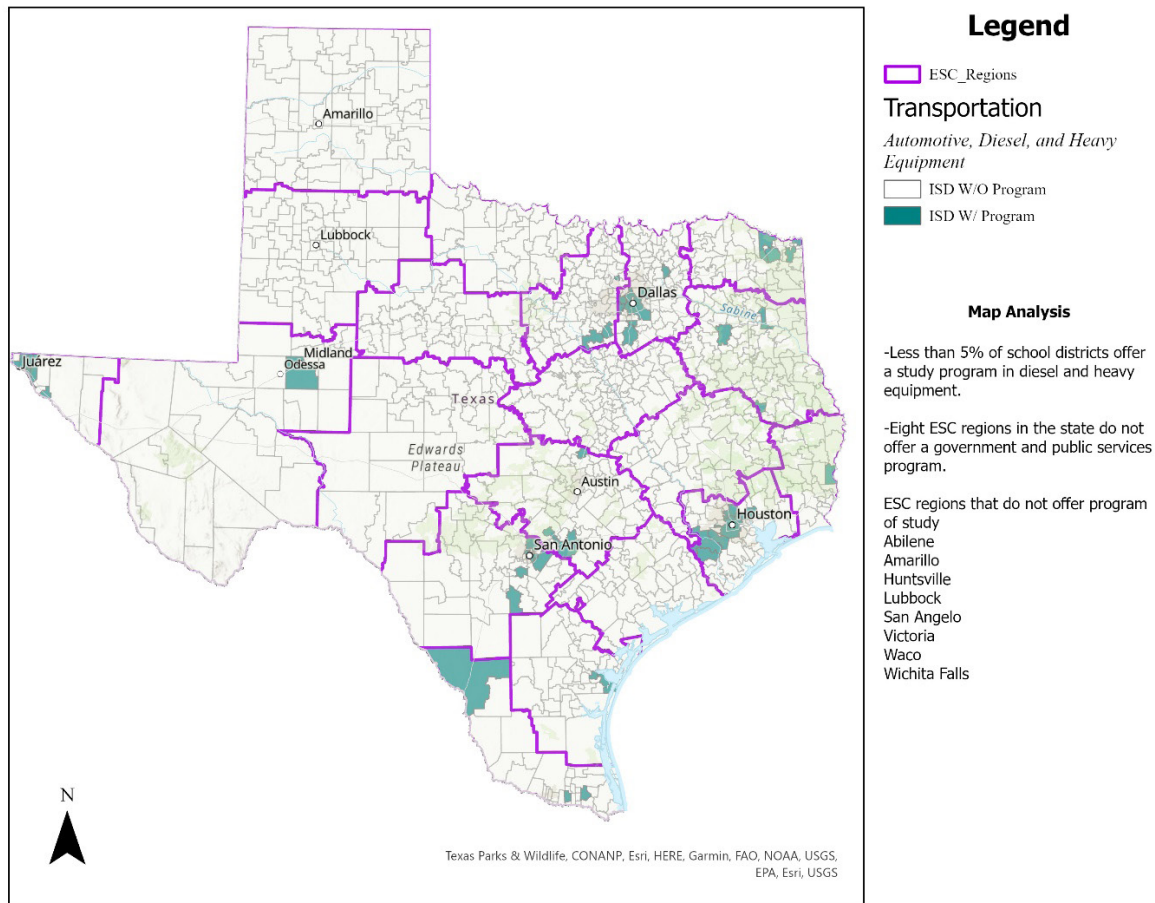 Legend
ESC_Regions
Transportation
Automotive, Diesel, and Heavy
Equipment
ISD W/O Program
ISD W/ Program
Map Analysis
-Less than 5% of school districts offer
a study program in diesel and heavy
equipment.
-Eight ESC regions in the state do not
offer a government and public services
program.
ESC regions that do not offer program
of study
Abilene
Amarillo
Huntsville
Lubbock
San Angelo
Victoria
Waco
Wichita Falls
Amarillo
Lubbock
Dallas
Sabine
Juárez
Midland
Odessa
Texas
Edwards
Plateau
Austin
Houston
San Antonio
N
Texas Parks & Wildlife, CONANP, Esri, HERE, Garmin, FAO, NOAA, USGS,
EPA, Esri, USGS